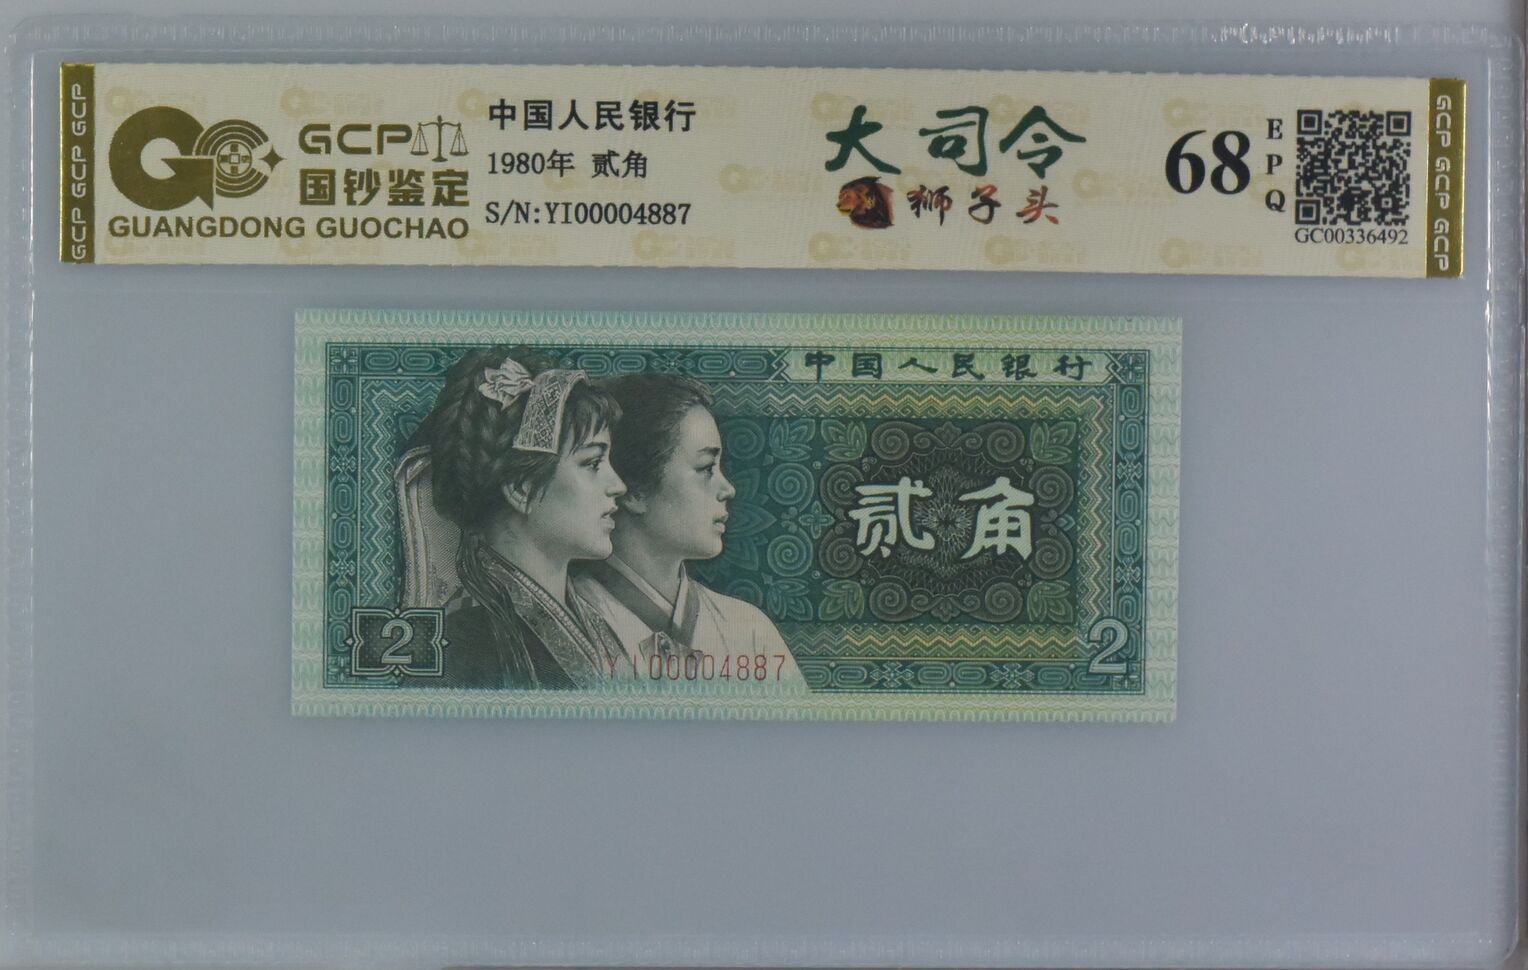 GCP GCP GCP
GCP
国钞鉴定
GUANGDONG GUOCHAO
中国人民银行
1980年 贰角
S/N:YI00004887
大司令
狮子头
68
EPQ
GC00336492
GCP GCP GCP
中国人民银行
贰角
2
2
YI00004887